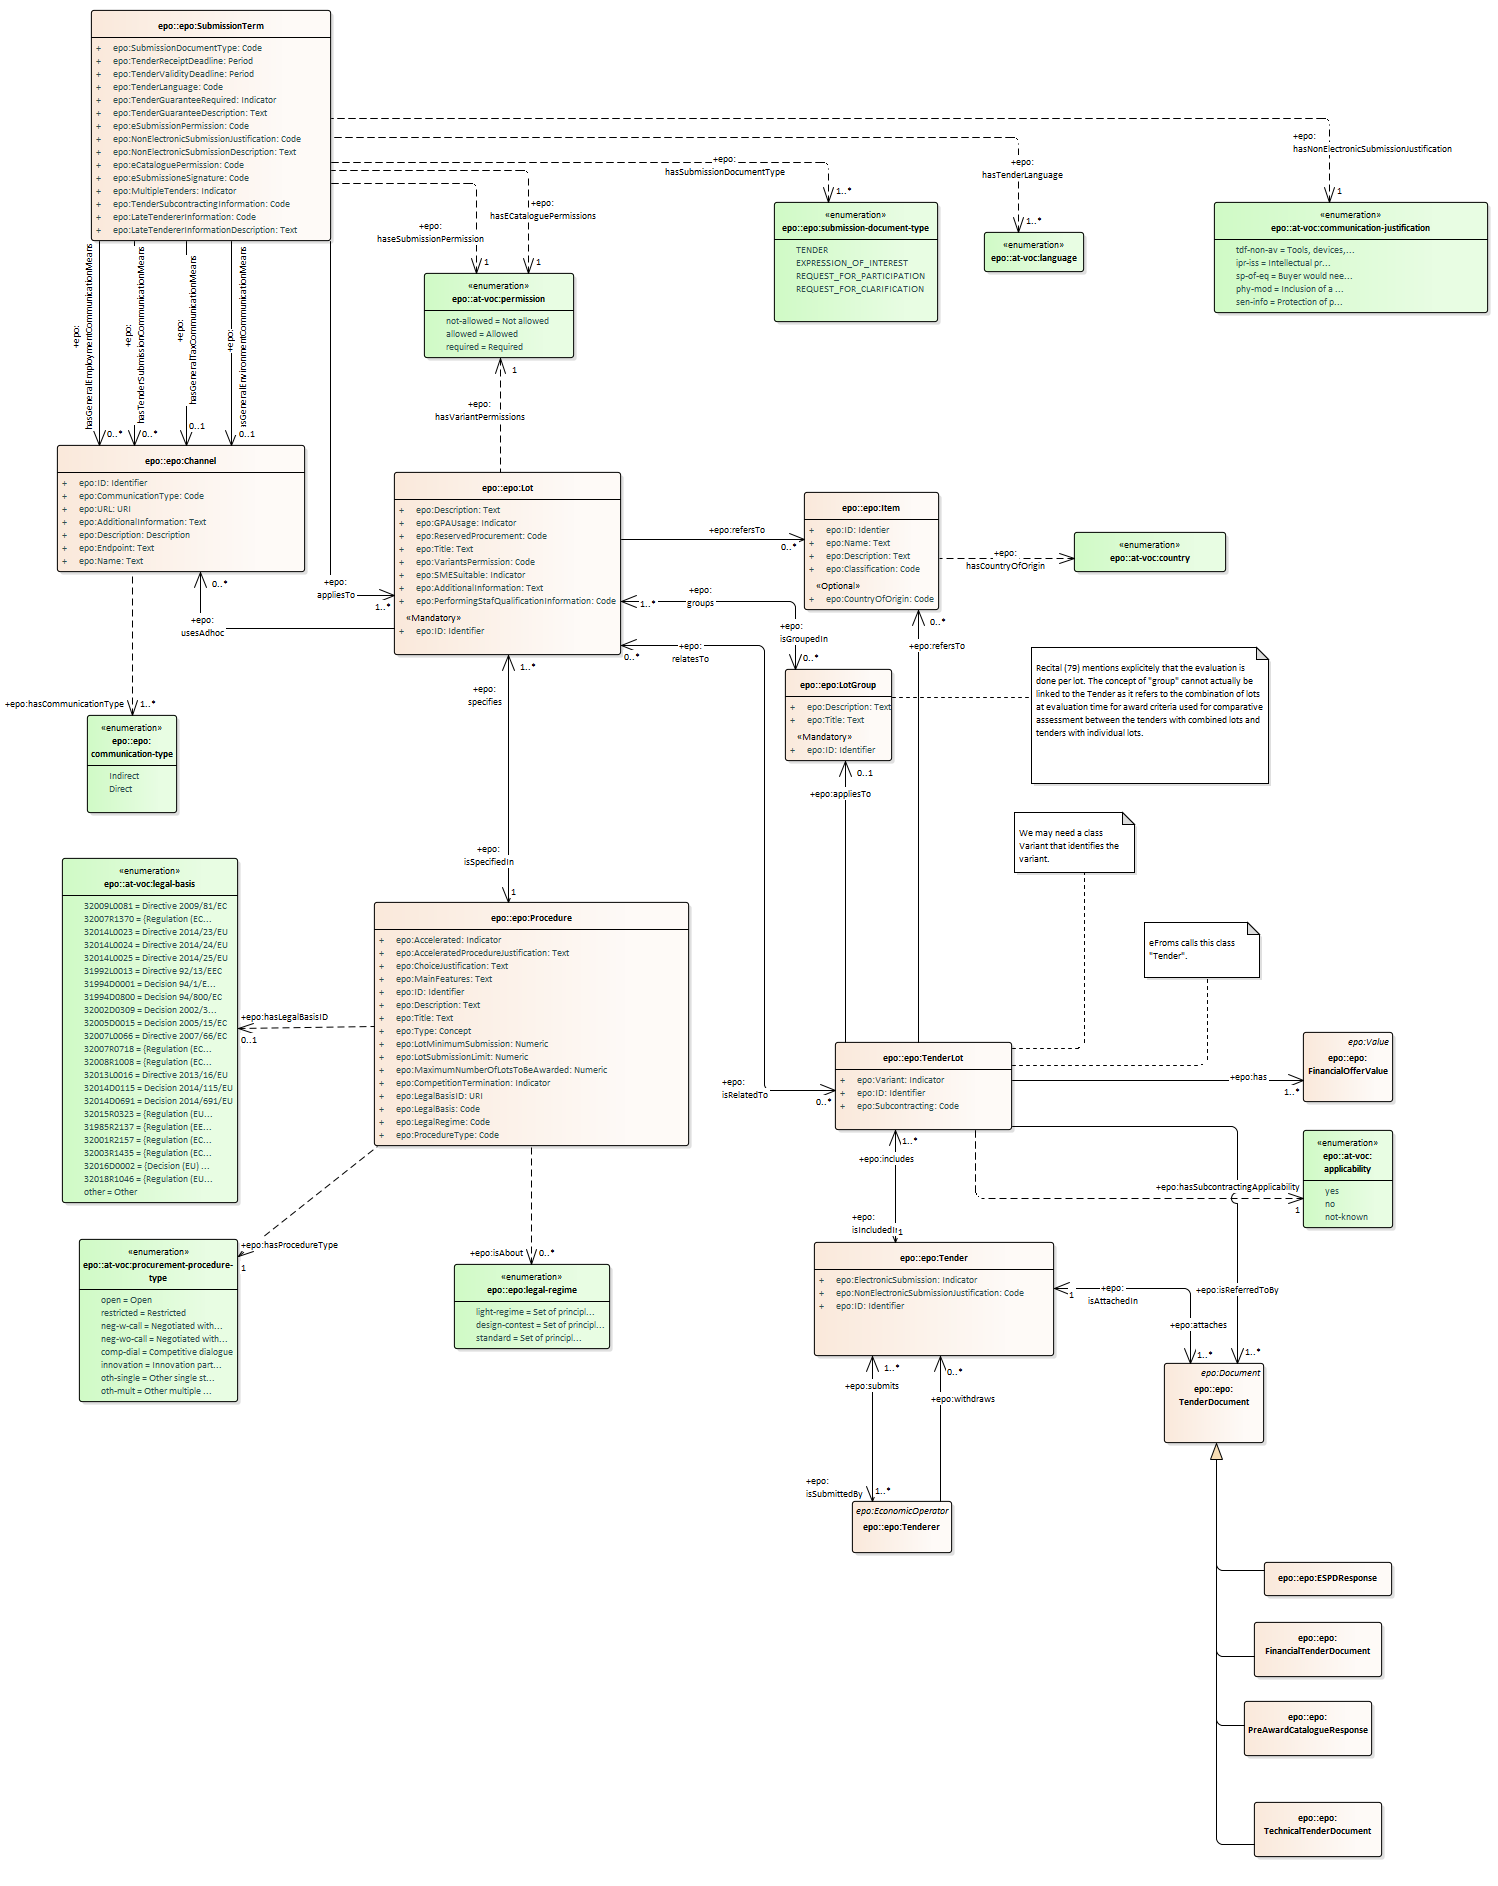 epo::epo:SubmissionTerm
+ epo:SubmissionDocumentType: Code
+ epo:TenderReceiptDeadline: Period
+ epo:TenderValidityDeadline: Period
+ epo:TenderLanguage: Code
+ epo:TenderGuaranteeRequired: Indicator
+ epo:TenderGuaranteeDescription: Text
+ epo:eSubmissionPermission: Code
+ epo:NonElectronicSubmissionJustification: Code
+ epo:NonElectronicSubmissionDescription: Text
+ epo:eCataloguePermission: Code
+ epo:eSubmissioneSignature: Code
+ epo:MultipleTenders: Indicator
+ epo:TenderSubcontractingInformation: Code
+ epo:LateTendererInformation: Code
+ epo:LateTendererInformationDescription: Text
+epo:
hasNonElectronicSubmissionJustification
1
+epo:
hasTenderLanguage
1..*
+epo:
hasSubmissionDocumentType
1..*
+epo:
hasECataloguePermissions
1
+epo:
haseSubmissionPermission
1
«enumeration»
epo::epo:submission-document-type
TENDER
EXPRESSION_OF_INTEREST
REQUEST_FOR_PARTICIPATION
REQUEST_FOR_CLARIFICATION
«enumeration»
epo::at-voc:language
«enumeration»
epo::at-voc:communication-justification
tdf-non-av = Tools, devices,...
ipr-iss = Intellectual pr...
sp-of-eq = Buyer would nee...
phy-mod = Inclusion of a ...
sen-info = Protection of p...
«enumeration»
epo::at-voc:permission
not-allowed = Not allowed
allowed = Allowed
required = Required
1
+epo:
hasVariantPermissions
+epo:
hasGeneralEmploymentCommunicationMeans
0..*
+epo:
hasTenderSubmissionCommunicationMeans
0..*
+epo:
hasGeneralTaxCommunicationMeans
0..1
+epo:
isGeneralEnvironmentCommunicationMeans
0..1
epo::epo:Channel
+ epo:ID: Identifier
+ epo:CommunicationType: Code
+ epo:URL: URI
+ epo:AdditionalInformation: Text
+ epo:Description: Description
+ epo:Endpoint: Text
+ epo:Name: Text
0..*
+epo:
usesAdhoc
+epo:
appliesTo
1..*
epo::epo:Lot
+ epo:Description: Text
+ epo:GPAUsage: Indicator
+ epo:ReservedProcurement: Code
+ epo:Title: Text
+ epo:VariantsPermission: Code
+ epo:SMESuitable: Indicator
+ epo:AdditionalInformation: Text
+ epo:PerformingStafQualificationInformation: Code
«Mandatory»
+ epo:ID: Identifier
+epo:refersTo
0..*
epo::epo:Item
+ epo:ID: Identier
+ epo:Name: Text
+ epo:Description: Text
+ epo:Classification: Code
«Optional»
+ epo:CountryOfOrigin: Code
+epo:
hasCountryOfOrigin
«enumeration»
epo::at-voc:country
1..*
+epo:
groups
+epo:
isGroupedIn
0..*
0..*
+epo:
relatesTo
0..*
+epo:refersTo
epo::epo:LotGroup
+ epo:Description: Text
+ epo:Title: Text
«Mandatory»
+ epo:ID: Identifier
0..1
+epo:appliesTo
Recital (79) mentions explicitely that the evaluation is
done per lot. The concept of "group" cannot actually be
linked to the Tender as it refers to the combination of lots
at evaluation time for award criteria used for comparative
assessment between the tenders with combined lots and
tenders with individual lots.
+epo:hasCommunicationType
1..*
«enumeration»
epo::epo:
communication-type
Indirect
Direct
1..*
+epo:
specifies
+epo:
isSpecifiedIn
1
We may need a class
Variant that identifies the
variant.
eFroms calls this class
"Tender".
«enumeration»
epo::at-voc:legal-basis
32009L0081 = Directive 2009/81/EC
32007R1370 = {Regulation (EC...
32014L0023 = Directive 2014/23/EU
32014L0024 = Directive 2014/24/EU
32014L0025 = Directive 2014/25/EU
31992L0013 = Directive 92/13/EEC
31994D0001 = Decision 94/1/E...
31994D0800 = Decision 94/800/EC
32002D0309 = Decision 2002/3...
32005D0015 = Decision 2005/15/EC
32007L0066 = Directive 2007/66/EC
32007R0718 = {Regulation (EC...
32008R1008 = {Regulation (EC...
32013L0016 = Directive 2013/16/EU
32014D0115 = Decision 2014/115/EU
32014D0691 = Decision 2014/691/EU
32015R0323 = {Regulation (EU...
31985R2137 = {Regulation (EE...
32001R2157 = {Regulation (EC...
32003R1435 = {Regulation (EC...
32016D0002 = {Decision (EU) ...
32018R1046 = {Regulation (EU...
other = Other
+epo:hasLegalBasisID
0..1
epo::epo:Procedure
+ epo:Accelerated: Indicator
+ epo:AcceleratedProcedureJustification: Text
+ epo:ChoiceJustification: Text
+ epo:MainFeatures: Text
+ epo:ID: Identifier
+ epo:Description: Text
+ epo:Title: Text
+ epo:Type: Concept
+ epo:LotMinimumSubmission: Numeric
+ epo:LotSubmissionLimit: Numeric
+ epo:MaximumNumberOfLotsToBeAwarded: Numeric
+ epo:CompetitionTermination: Indicator
+ epo:LegalBasisID: URI
+ epo:LegalBasis: Code
+ epo:LegalRegime: Code
+ epo:ProcedureType: Code
+epo:
isRelatedTo
0..*
epo::epo:TenderLot
+ epo:Variant: Indicator
+ epo:ID: Identifier
+ epo:Subcontracting: Code
+epo:has
1..*
epo:Value
epo::epo:
FinancialOfferValue
«enumeration»
epo::at-voc:
applicability
yes
no
not-known
+epo:hasSubcontractingApplicability
1
1..*
+epo:includes
+epo:
isIncludedIn
1
epo::epo:Tender
+ epo:ElectronicSubmission: Indicator
+ epo:NonElectronicSubmissionJustification: Code
+ epo:ID: Identifier
1
+epo:
isAttachedIn
+epo:attaches
1..*
+epo:isReferredToBy
1..*
+epo:hasProcedureType
1
«enumeration»
epo::at-voc:procurement-procedure-
type
open = Open
restricted = Restricted
neg-w-call = Negotiated with...
neg-wo-call = Negotiated with...
comp-dial = Competitive dialogue
innovation = Innovation part...
oth-single = Other single st...
oth-mult = Other multiple ...
+epo:isAbout
0..*
«enumeration»
epo::epo:legal-regime
light-regime = Set of principl...
design-contest = Set of principl...
standard = Set of principl...
1..*
+epo:submits
0..*
+epo:withdraws
+epo:
isSubmittedBy
1..*
epo:EconomicOperator
epo::epo:Tenderer
epo:Document
epo::epo:
TenderDocument
epo::epo:ESPDResponse
epo::epo:
FinancialTenderDocument
epo::epo:
PreAwardCatalogueResponse
epo::epo:
TechnicalTenderDocument